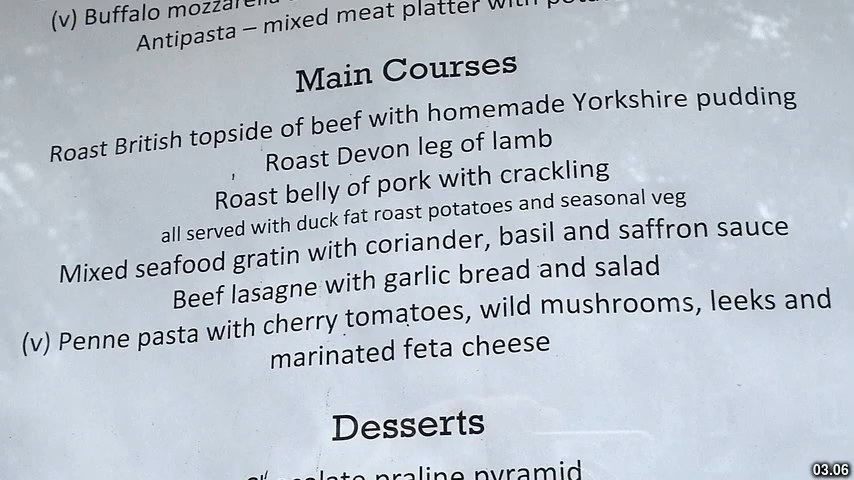 (v) Buffalo mozzarella
Antipasta – mixed meat platter with
Main Courses
Roast British topside of beef with homemade Yorkshire pudding
Roast Devon leg of lamb
Roast belly of pork with crackling
all served with duck fat roast potatoes and seasonal veg
Mixed seafood gratin with coriander, basil and saffron sauce
Beef lasagne with garlic bread and salad
(v) Penne pasta with cherry tomatoes, wild mushrooms, leeks and
marinated feta cheese
Desserts
praline pyramid
03.06